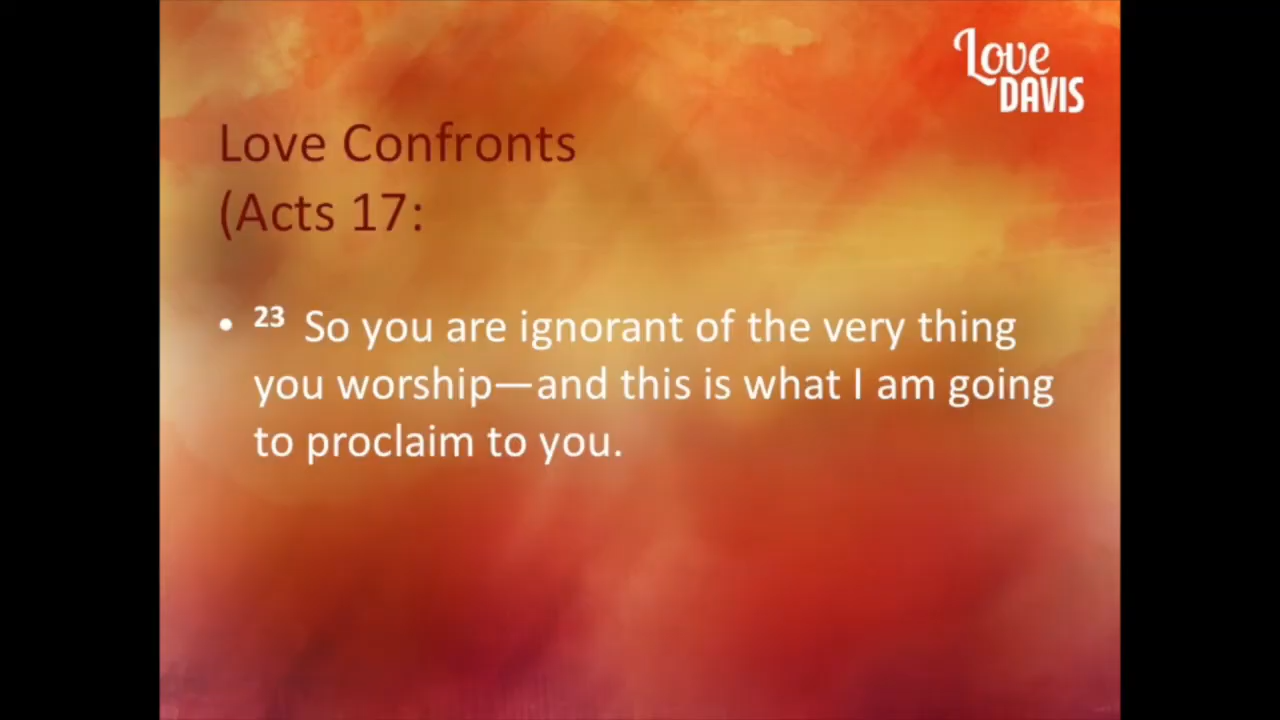 Love
DAVIS
Love Confronts
(Acts 17:
• 23 So you are ignorant of the very thing
you worship—and this is what I am going
to proclaim to you.